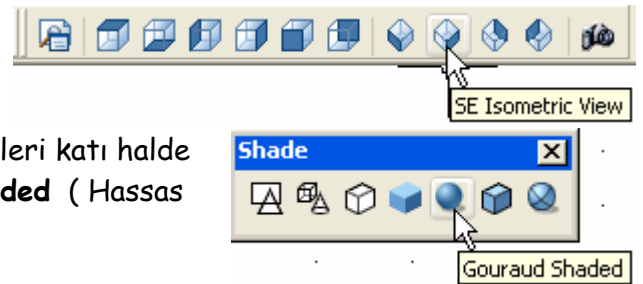 SE Isometric View
leri katı halde
ded ( Hassas
Shade
Gouraud Shaded